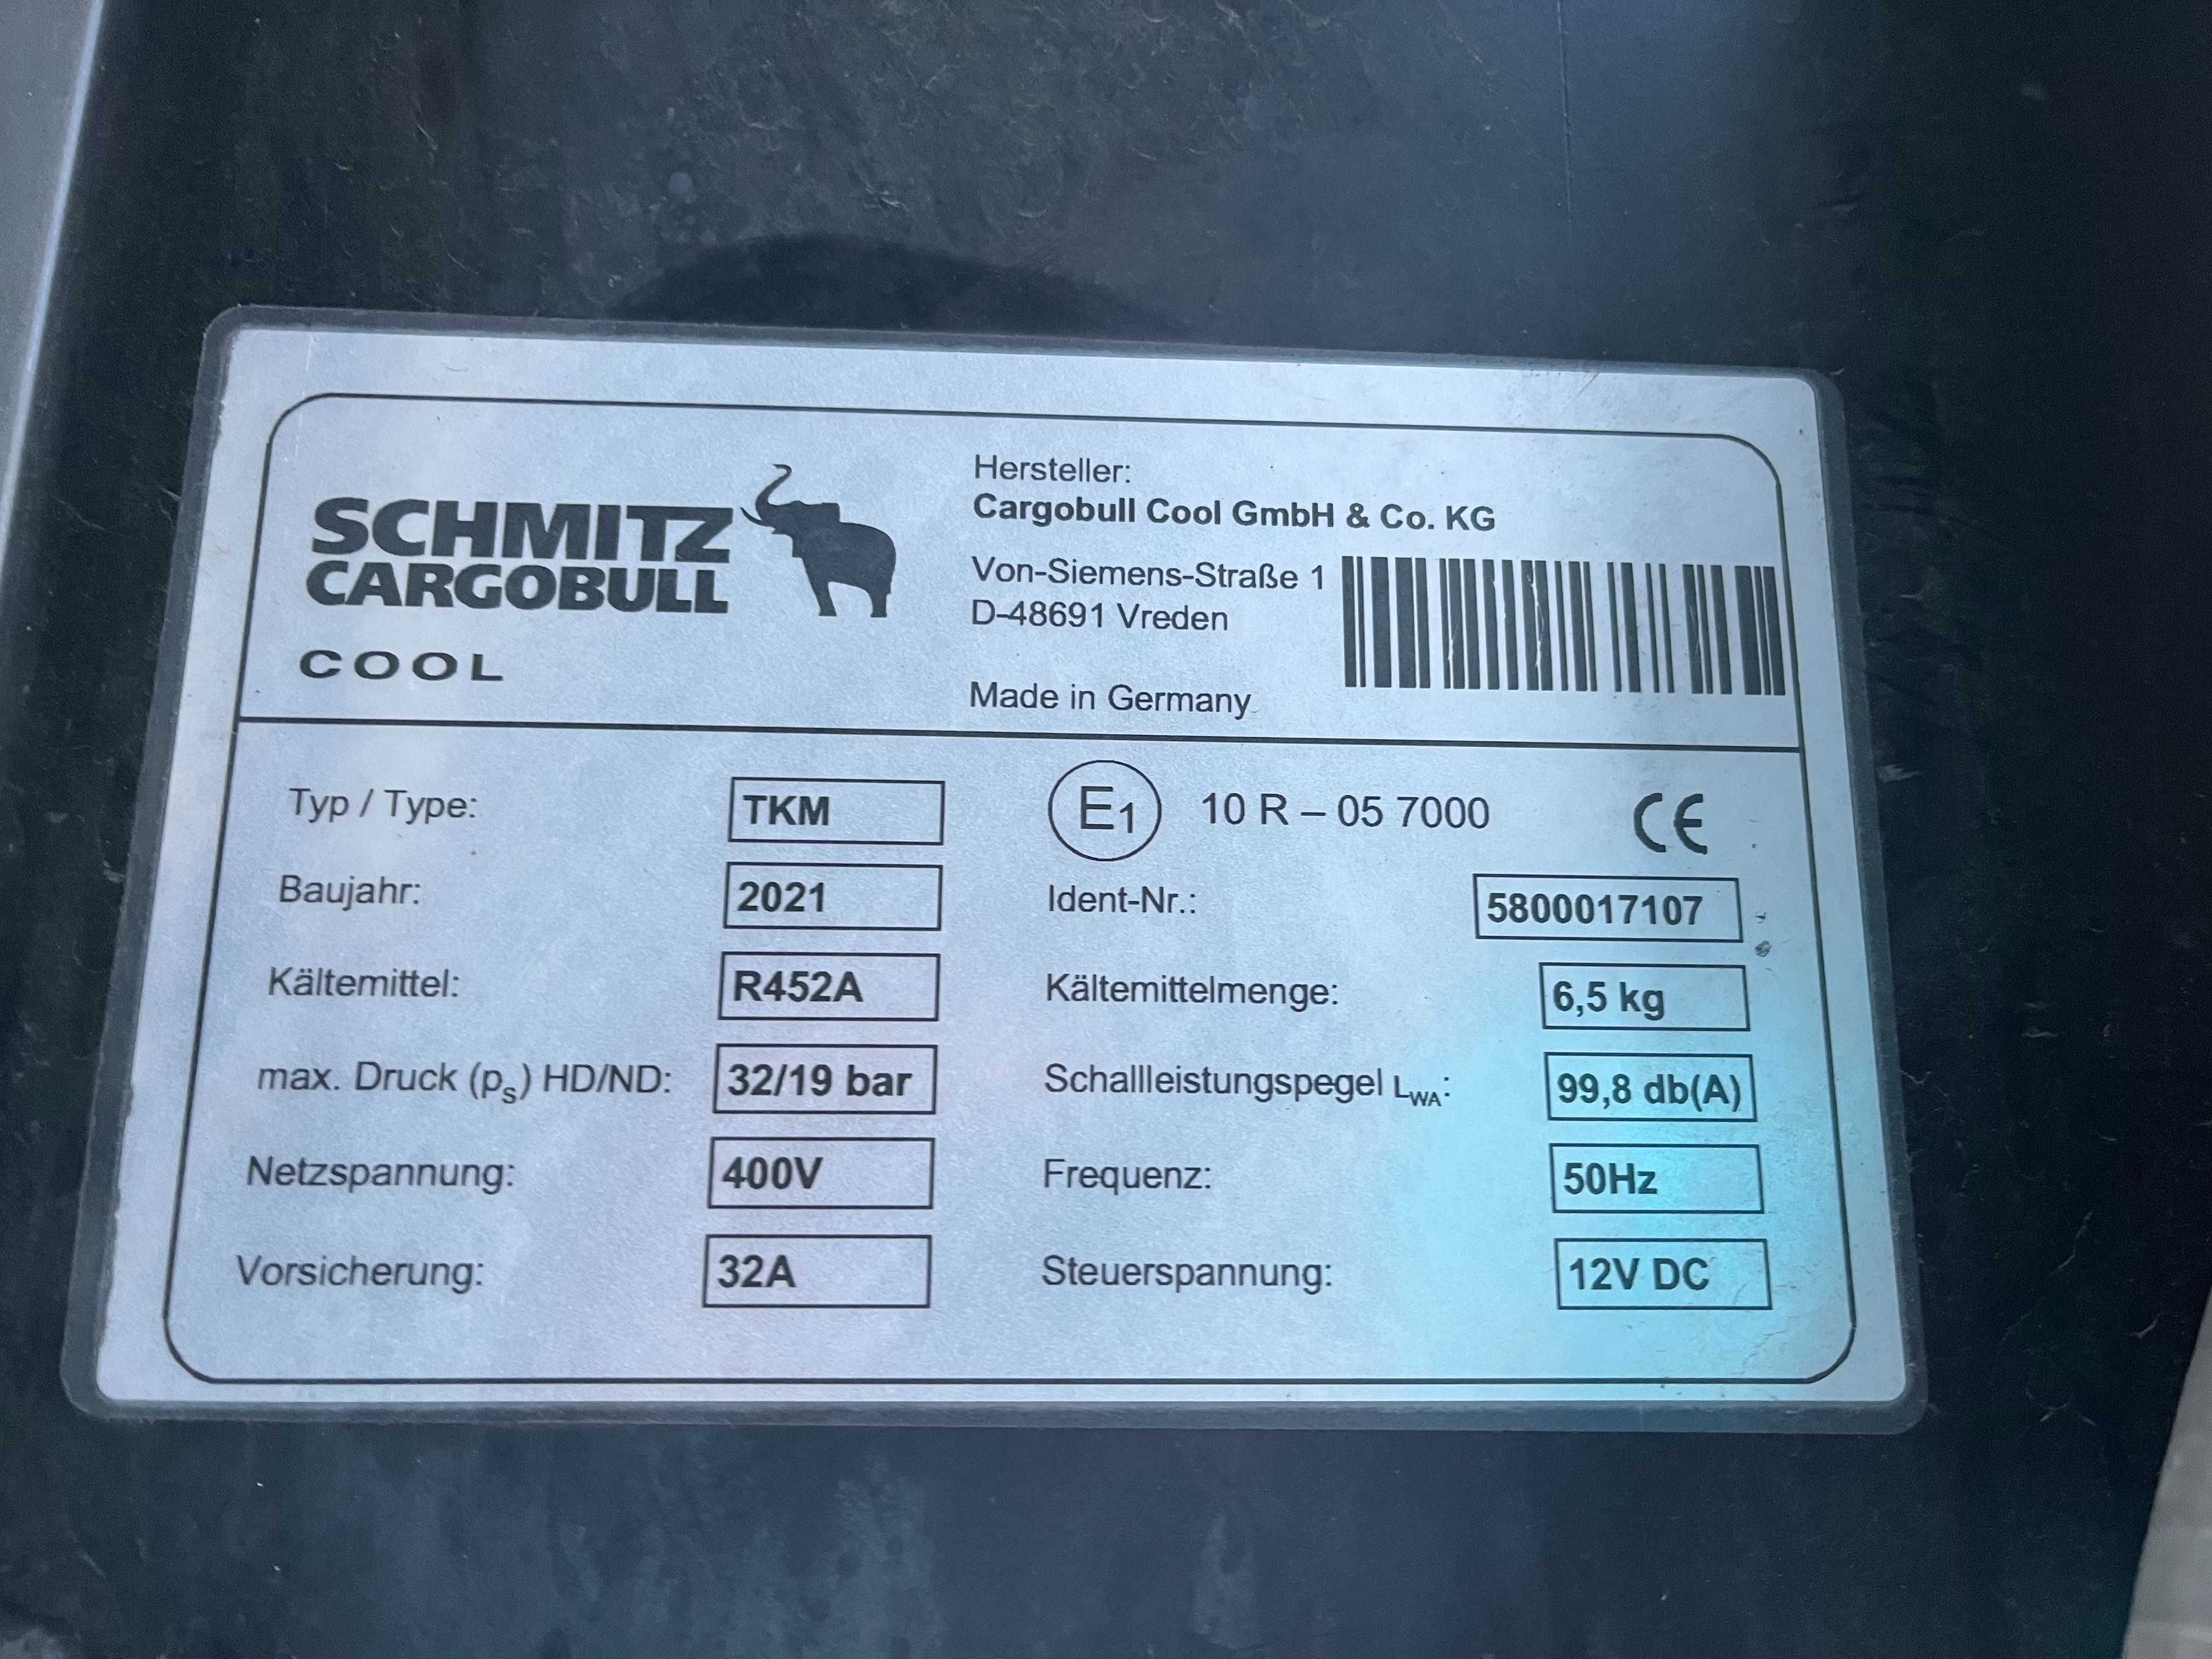 SCHMITZ
CARGOBULL
COOL
Hersteller:
Cargobull Cool GmbH & Co. KG
Von-Siemens-Straße 1
D-48691 Vreden
Made in Germany
Typ / Type: TKM E1 10 R – 05 7000 CE
Baujahr: 2021 Ident-Nr.: 5800017107
Kältemittel: R452A Kältemittelmenge: 6,5 kg
max. Druck (ps) HD/ND: 32/19 bar Schallleistungspegel LWA: 99,8 db(A)
Netzspannung: 400V Frequenz: 50Hz
Vorsicherung: 32A Steuerspannung: 12V DC